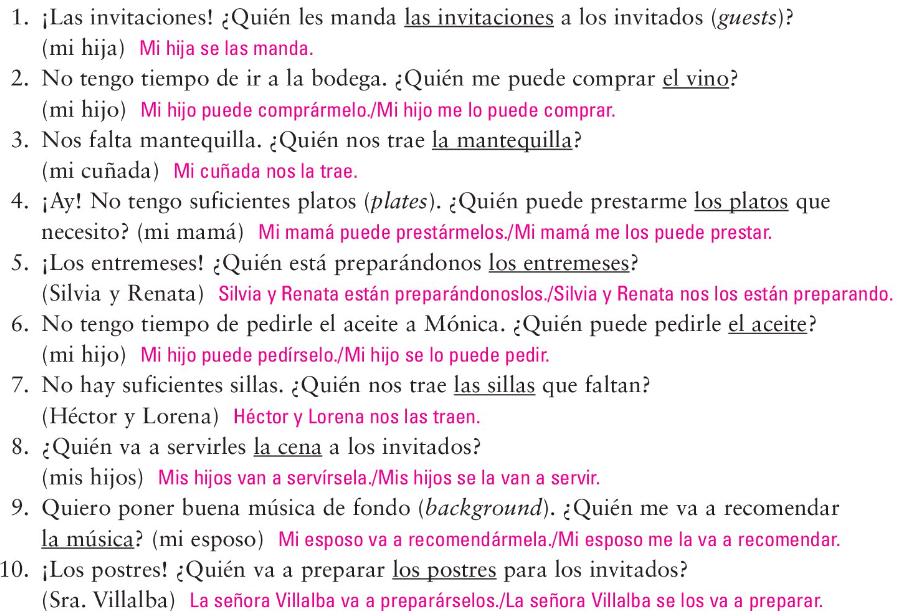 1. ¡Las invitaciones! ¿Quién les manda las invitaciones a los invitados (guests)?
(mi hija) Mi hija se las manda.
2. No tengo tiempo de ir a la bodega. ¿Quién me puede comprar el vino?
(mi hijo) Mi hijo puede comprármelo./Mi hijo me lo puede comprar.
3. Nos falta mantequilla. ¿Quién nos trae la mantequilla?
(mi cuñada) Mi cuñada nos la trae.
4. ¡Ay! No tengo suficientes platos (plates). ¿Quién puede prestarme los platos que
necesito? (mi mamá) Mi mamá puede prestármelos./Mi mamá me los puede prestar.
5. ¡Los entremeses! ¿Quién está preparándonos los entremeses?
(Silvia y Renata) Silvia y Renata están preparándonoslos./Silvia y Renata nos los están preparando.
6. No tengo tiempo de pedirle el aceite a Mónica. ¿Quién puede pedirle el aceite?
(mi hijo) Mi hijo puede pedírselo./Mi hijo se lo puede pedir.
7. No hay suficientes sillas. ¿Quién nos trae las sillas que faltan?
(Héctor y Lorena) Héctor y Lorena nos las traen.
8. ¿Quién va a servirles la cena a los invitados?
(mis hijos) Mis hijos van a servírsela./Mis hijos se la van a servir.
9. Quiero poner buena música de fondo (background). ¿Quién me va a recomendar
la música? (mi esposo) Mi esposo va a recomendármela./Mi esposo me la va a recomendar.
10. ¡Los postres! ¿Quién va a preparar los postres para los invitados?
(Sra. Villalba) La señora Villalba va a preparárselos./La señora Villalba se los va a preparar.